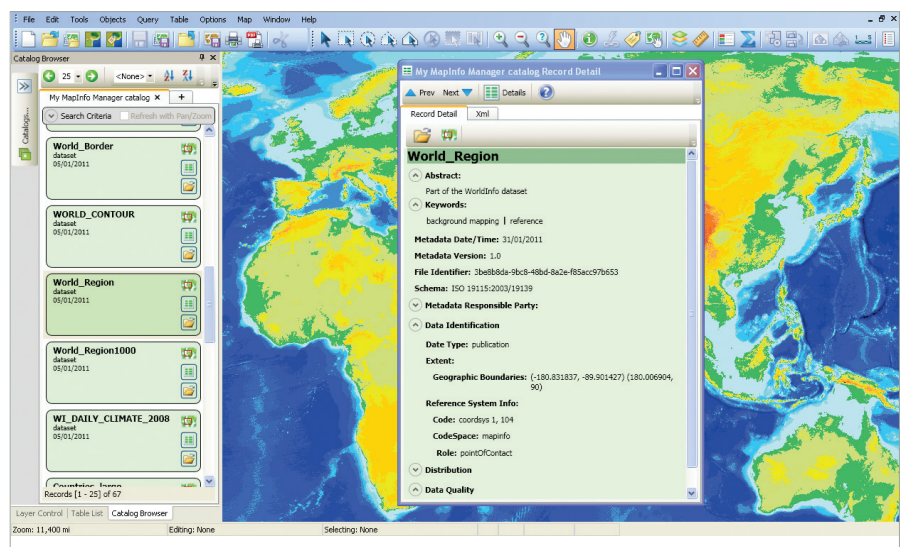 File Edit Tools Objects Query Table Options Map Window Help
Catalog Browser
25 <None>
My MapInfo Manager catalog × +
Search Criteria Refresh with Pan/Zoom
Catalogs...
World_Border
dataset
05/01/2011
WORLD_CONTOUR
dataset
05/01/2011
World_Region
dataset
05/01/2011
World_Region1000
dataset
05/01/2011
WI_DAILY_CLIMATE_2008
dataset
05/01/2011
Countries_large
Records [1 - 25] of 67
Layer Control | Table List Catalog Browser
My MapInfo Manager catalog Record Detail
Prev Next Details
Record Detail Xml
World_Region
Abstract:
Part of the WorldInfo dataset
Keywords:
background mapping | reference
Metadata Date/Time: 31/01/2011
Metadata Version: 1.0
File Identifier: 3be8b8da-9bc8-48bd-8a2e-f85acc97b653
Schema: ISO 19115:2003/19139
Metadata Responsible Party:
Data Identification
Date Type: publication
Extent:
Geographic Boundaries: (-180.831837, -89.901427) (180.006904,
90)
Reference System Info:
Code: coordsys 1, 104
CodeSpace: mapinfo
Role: pointOfContact
Distribution
Data Quality
Zoom: 11,400 mi Editing: None Selecting: None